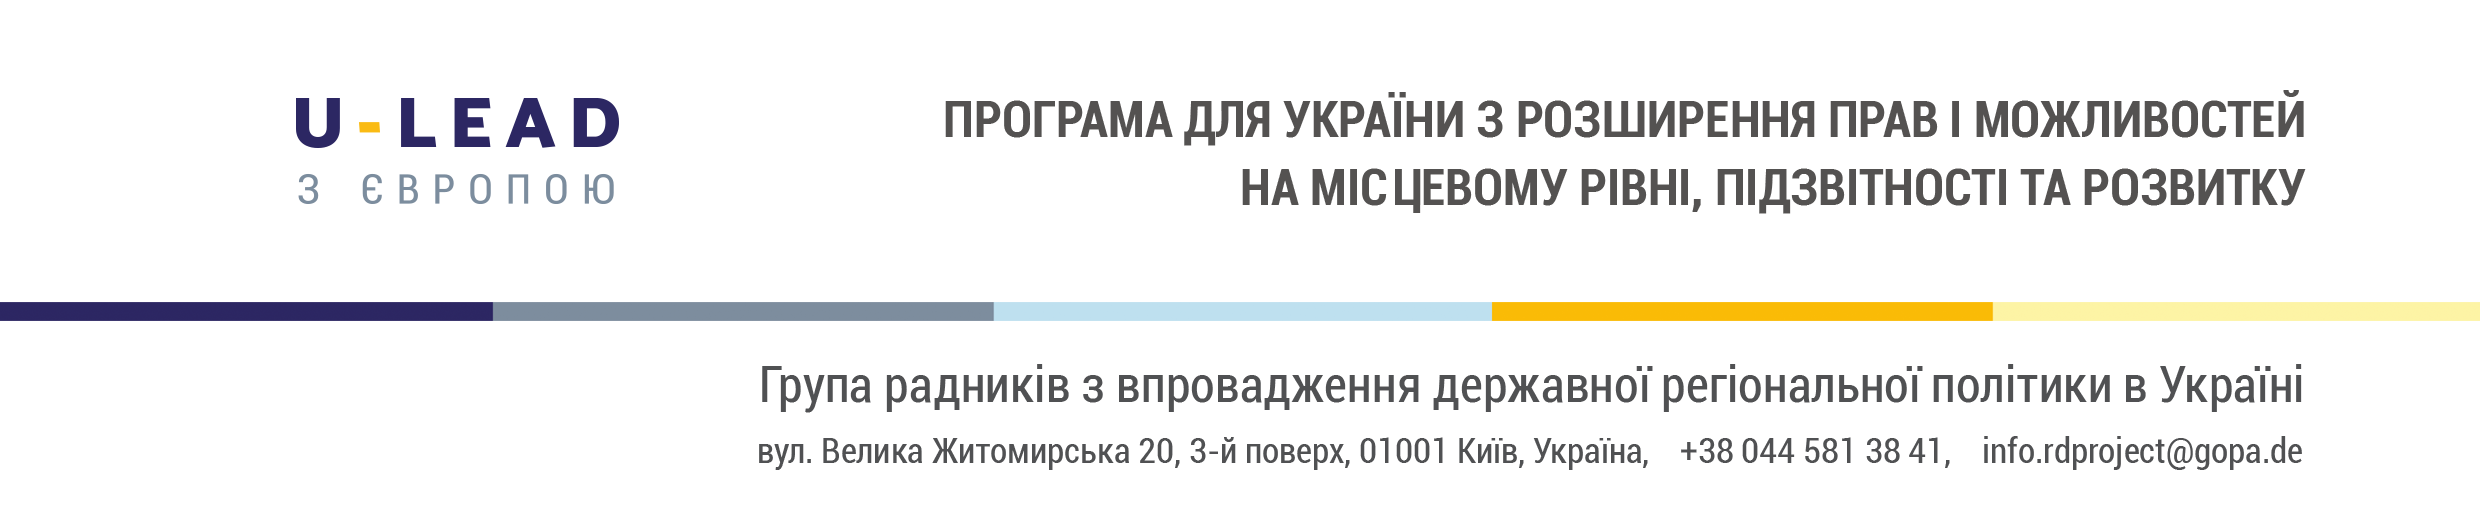 U-LEAD
З ЄВРОПОЮ
ПРОГРАМА ДЛЯ УКРАЇНИ З РОЗШИРЕННЯ ПРАВ І МОЖЛИВОСТЕЙ
НА МІСЦЕВОМУ РІВНІ, ПІДЗВІТНОСТІ ТА РОЗВИТКУ
Група радників з впровадження державної регіональної політики в Україні
вул. Велика Житомирська 20, 3-й поверх, 01001 Київ, Україна, +38 044 581 38 41, info.rdproject@gopa.de